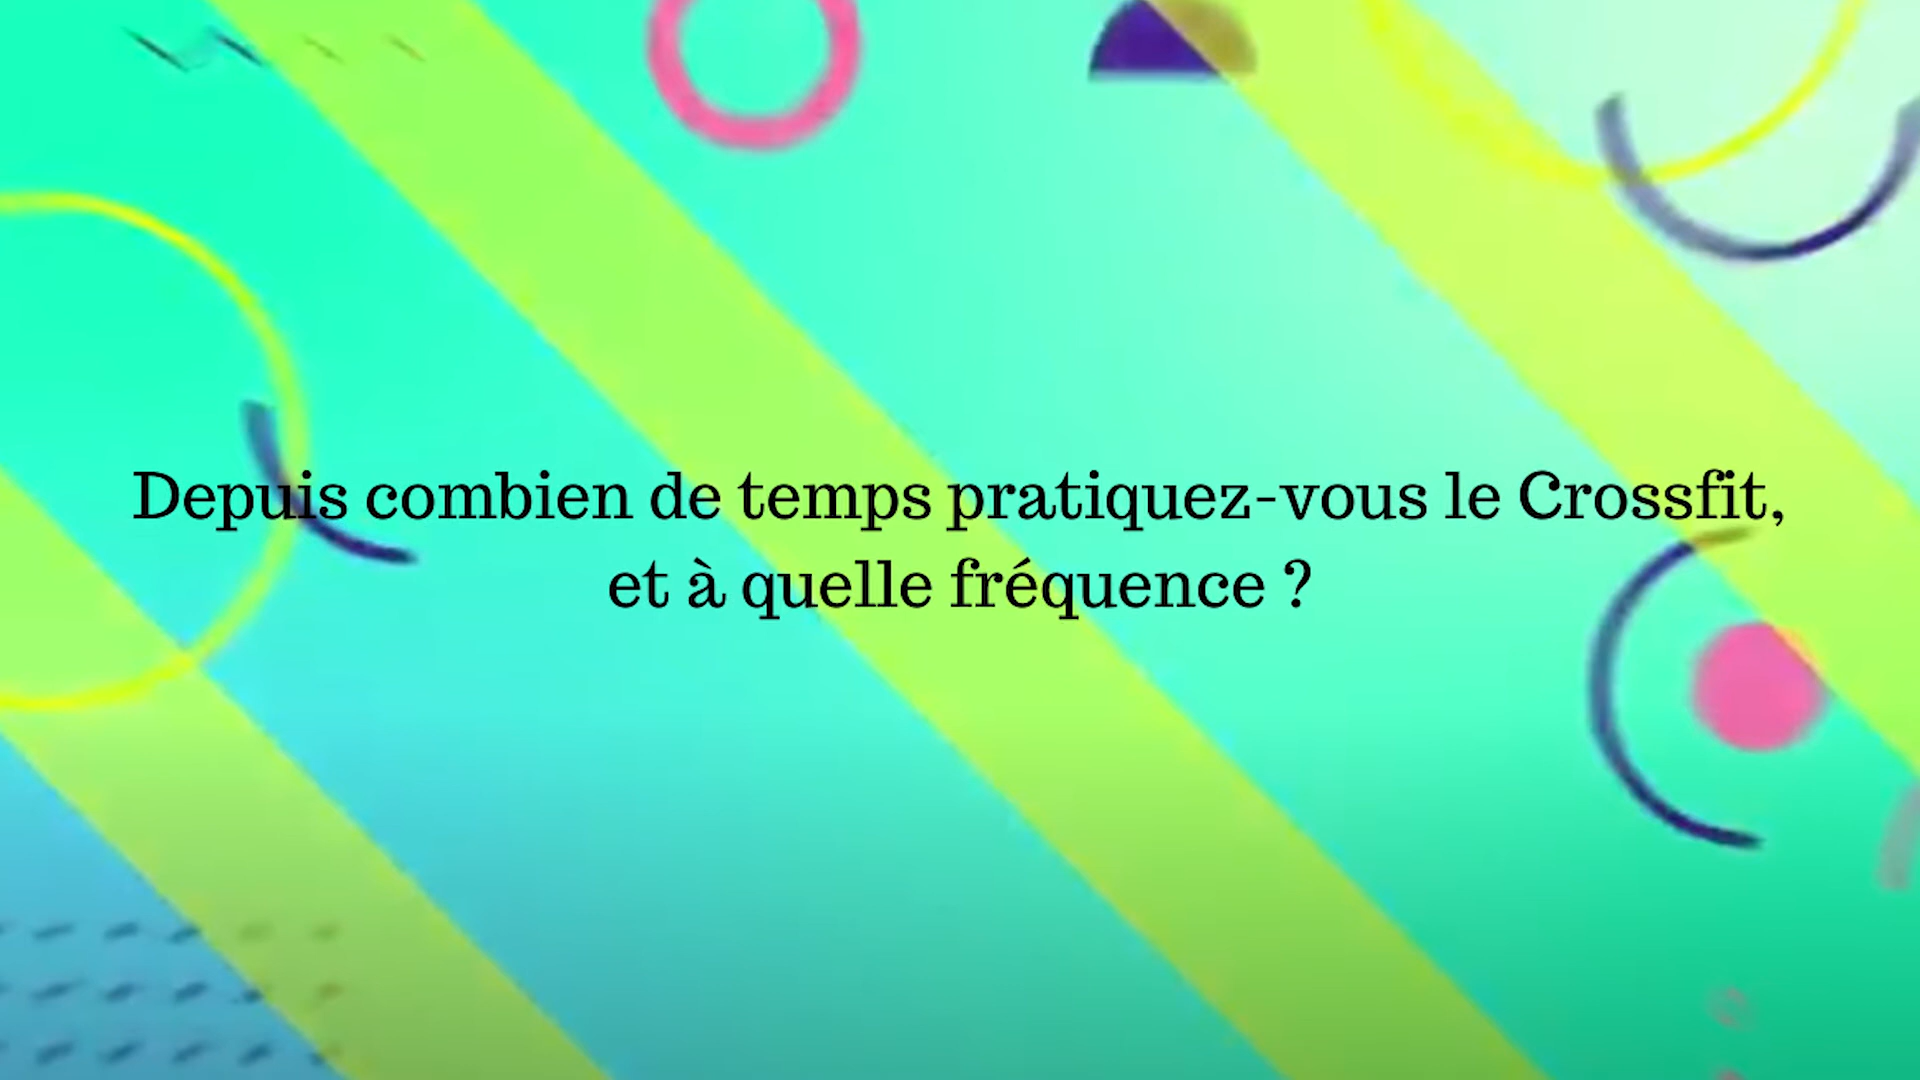 Depuis combien de temps pratiquez-vous le Crossfit,
et à quelle fréquence ?